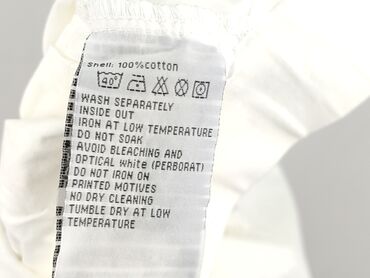 shell: 100%cotton
40°
WASH SEPARATELY
INSIDE OUT
IRON AT LOW TEMPERATURE
DO NOT SOAK
AVOID BLEACHING AND
OPTICAL white (PERBORAT)
DO NOT IRON ON
PRINTED MOTIVES
NO DRY CLEANING
TUMBLE DRY AT LOW
TEMPERATURE